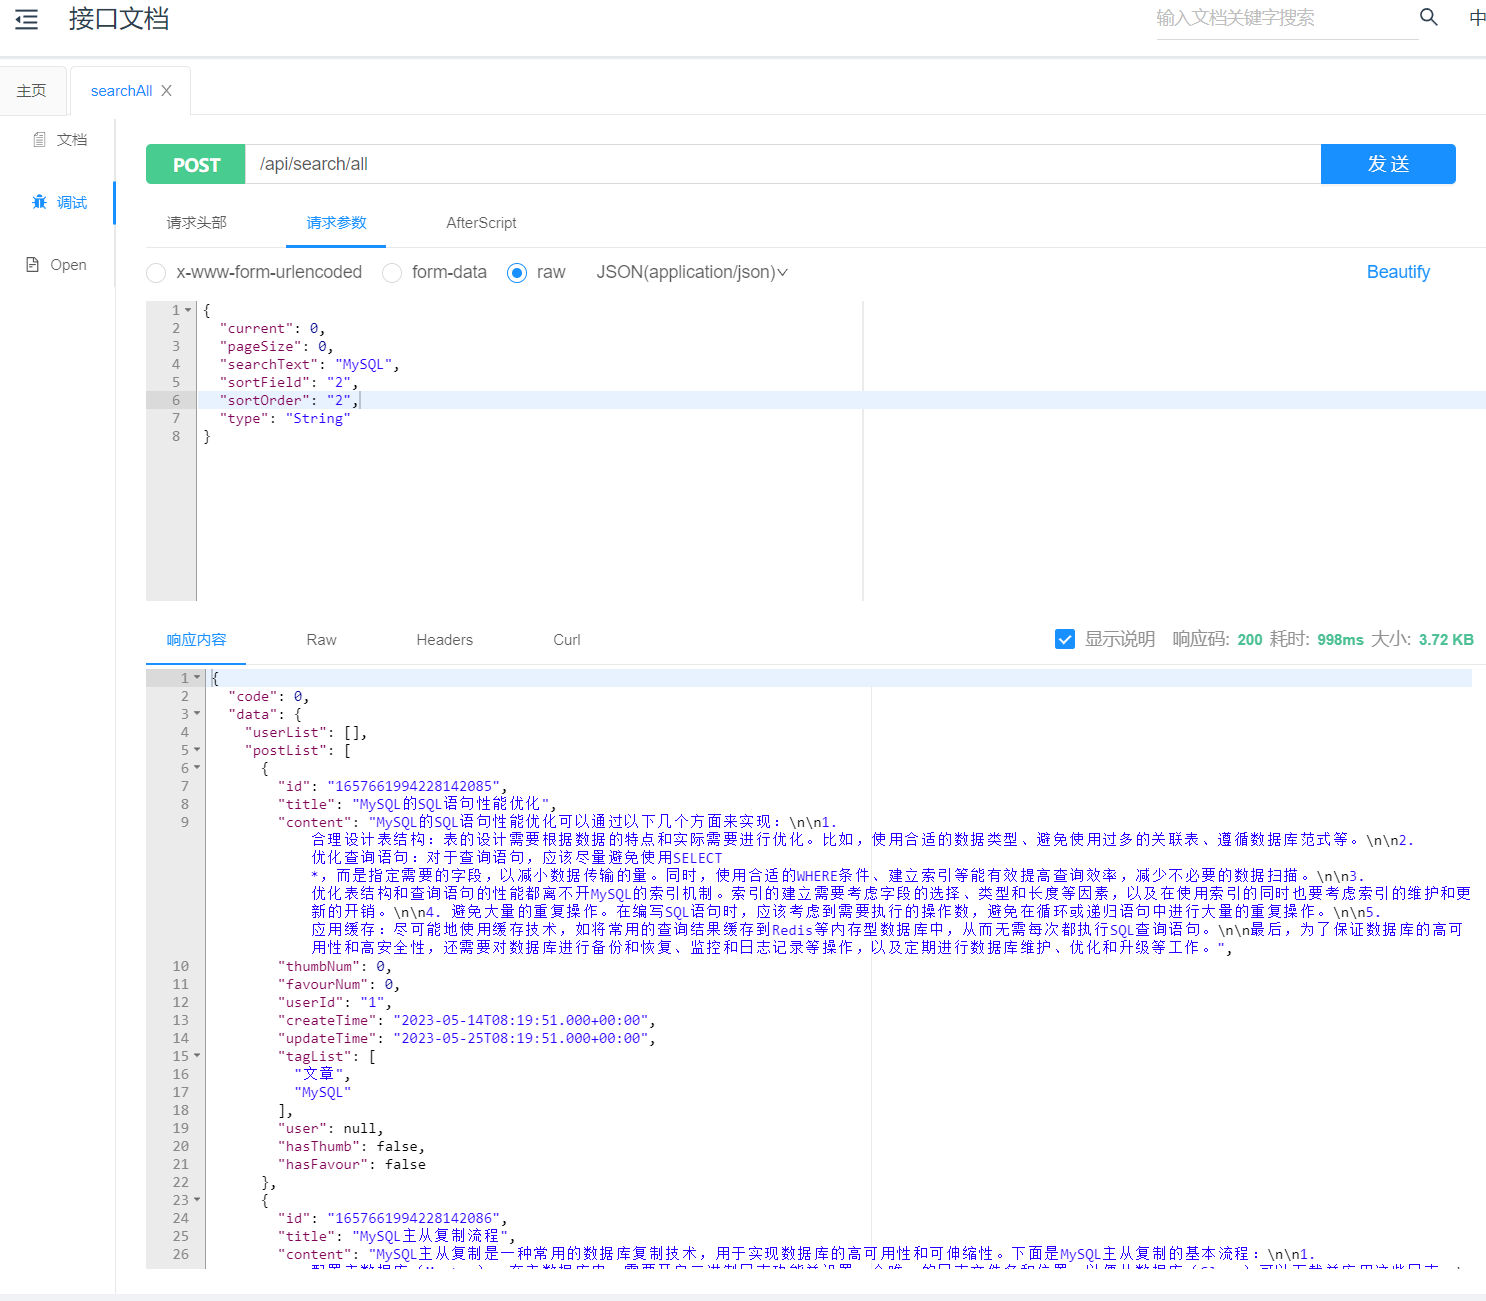 接口文档
输入文档关键字搜索
中
主页
searchAll
文档
调试
Open
POST
/api/search/all
发 送
请求头部
请求参数
AfterScript
x-www-form-urlencoded
form-data
raw
JSON(application/json)
Beautify
1 {
2 "current": 0,
3 "pageSize": 0,
4 "searchText": "MySQL",
5 "sortField": "2",
6 "sortOrder": "2",
7 "type": "String"
8 }
响应内容
Raw
Headers
Curl
显示说明 响应码: 200 耗时: 998ms 大小: 3.72 KB
1 {
2 "code": 0,
3 "data": {
4 "userList": [],
5 "postList": [
6 {
7 "id": "1657661994228142085",
8 "title": "MySQL的SQL语句性能优化",
9 "content": "MySQL的SQL语句性能优化可以通过以下几个方面来实现：\n\n1.
合理设计表结构：表的设计需要根据数据的特点和实际需要进行优化。比如，使用合适的数据类型、避免使用过多的关联表、遵循数据库范式等。\n\n2.
优化查询语句：对于查询语句，应该尽量避免使用SELECT
*，而是指定需要的字段，以减小数据传输的量。同时，使用合适的WHERE条件、建立索引等能有效提高查询效率，减少不必要的数据扫描。\n\n3.
优化表结构和查询语句的性能都离不开MySQL的索引机制。索引的建立需要考虑字段的选择、类型和长度等因素，以及在使用索引的同时也要考虑索引的维护和更
新的开销。\n\n4. 避免大量的重复操作。在编写SQL语句时，应该考虑到需要执行的操作数，避免在循环或递归语句中进行大量的重复操作。\n\n5.
应用缓存：尽可能地使用缓存技术，如将常用的查询结果缓存到Redis等内存型数据库中，从而无需每次都执行SQL查询语句。\n\n最后，为了保证数据库的高可
用性和高安全性，还需要对数据库进行备份和恢复、监控和日志记录等操作，以及定期进行数据库维护、优化和升级等工作。",
10 "thumbNum": 0,
11 "favourNum": 0,
12 "userId": "1",
13 "createTime": "2023-05-14T08:19:51.000+00:00",
14 "updateTime": "2023-05-25T08:19:51.000+00:00",
15 "tagList": [
16 "文章",
17 "MySQL"
18 ],
19 "user": null,
20 "hasThumb": false,
21 "hasFavour": false
22 },
23 {
24 "id": "1657661994228142086",
25 "title": "MySQL主从复制流程",
26 "content": "MySQL主从复制是一种常用的数据库复制技术，用于实现数据库的高可用性和可伸缩性。下面是MySQL主从复制的基本流程：\n\n1.